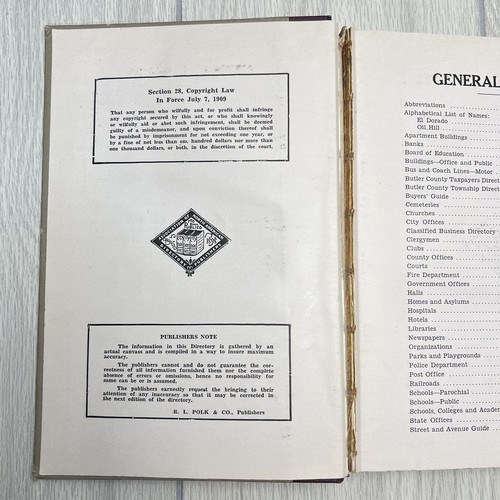 Section 28, Copyright Law
In Force July 7, 1909
That any person who wilfully and for profit shall infringe
any copyright secured by this act, or who shall knowingly
or wilfully aid or abet such infringement, shall be deemed
guilty of a misdemeanor, and upon conviction thereof shall
be punished by imprisonment for not exceeding one year, or
by a fine of not less than one hundred dollars nor more than
one thousand dollars, or both, in the discretion of the court.
PUBLISHERS NOTE
The information in this Directory is gathered by an
actual canvass and is compiled in a way to insure maximum
accuracy.
The publishers cannot and do not guarantee the cor-
rectness of all information furnished them nor the complete
absence of errors or omissions, hence no responsibility for
same can be or is assumed.
The publishers earnestly request the bringing to their
attention of any inaccuracy so that it may be corrected in
the next edition of the directory.
R. L. POLK & CO., Publishers
GENERAL
Abbreviations
Alphabetical List of Names:
El Dorado
Oil Hill
Apartment Buildings
Banks
Board of Education
Buildings—Office and Public
Bus and Coach Lines—Motor
Butler County Taxpayers Direct
Butler County Township Direct
Buyers' Guide
Cemeteries
Churches
City Offices
Classified Business Directory
Clergymen
Clubs
County Offices
Courts
Fire Department
Government Offices
Halls
Homes and Asylums
Hospitals
Hotels
Libraries
Newspapers
Organizations
Parks and Playgrounds
Police Department
Post Office
Railroads
Schools—Parochial
Schools—Public
Schools, Colleges and Academ
State Offices
Street and Avenue Guide